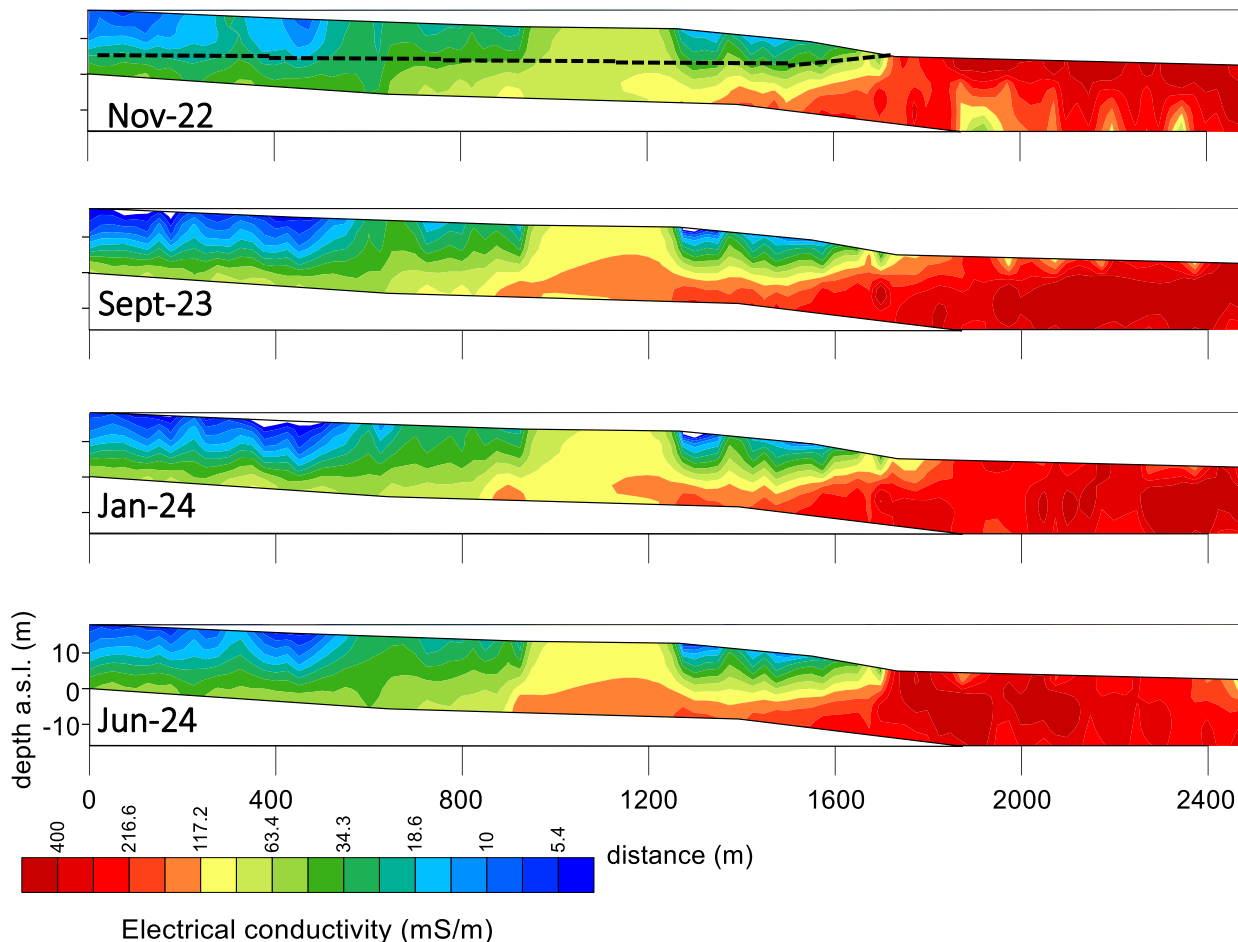 Nov-22
Sept-23
Jan-24
depth a.s.l. (m)
10
0
-10
Jun-24
0 400 800 1200 1600 2000 2400
distance (m)
400 216.6 117.2 63.4 34.3 18.6 10 5.4
Electrical conductivity (mS/m)